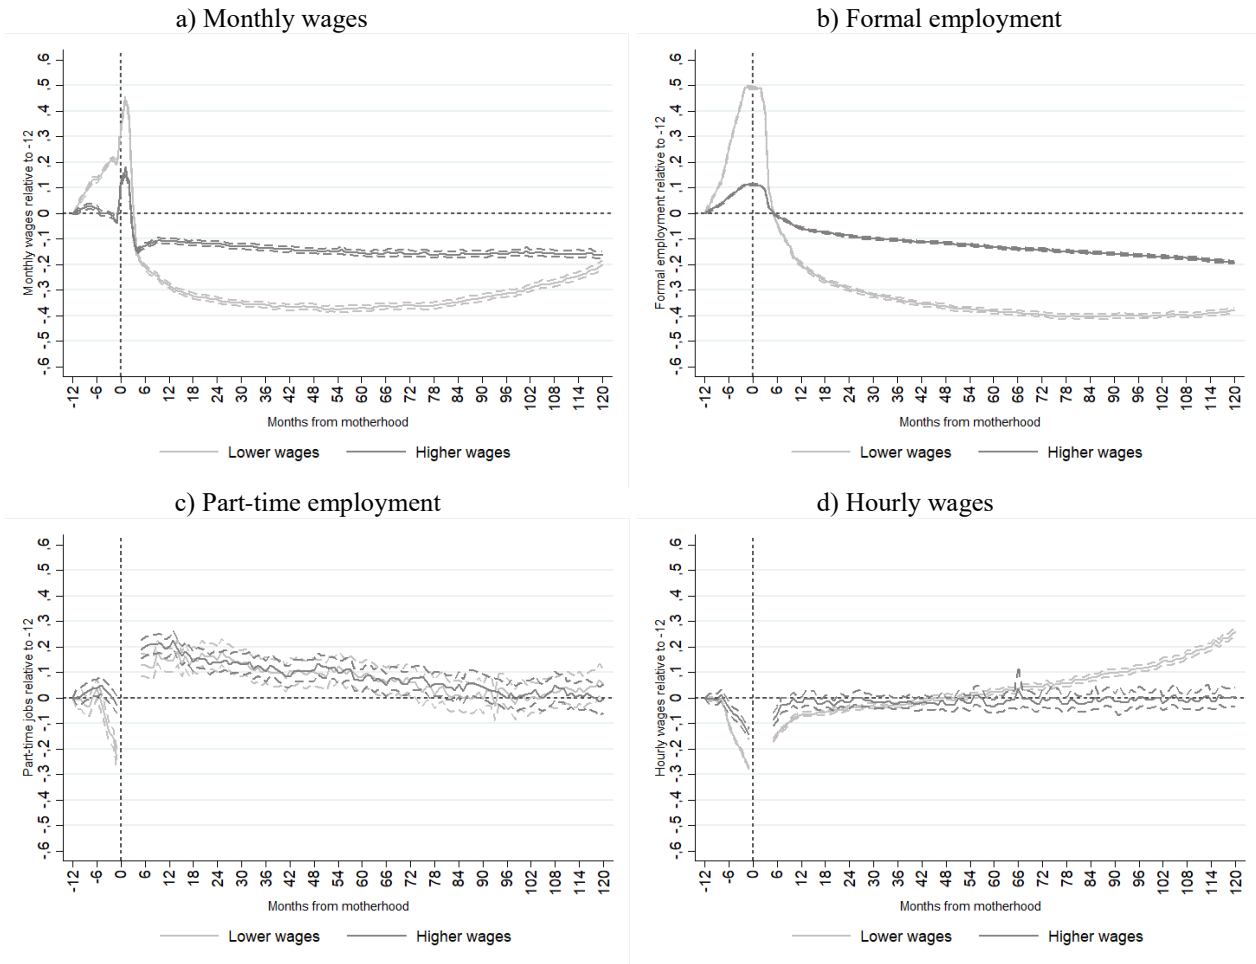 a) Monthly wages
Monthly wages relative to -12
,6
,5
,4
,3
,2
,1
0
-,1
-,2
-,3
-,4
-,5
-,6
-12 -6 0 6 12 18 24 30 36 42 48 54 60 66 72 78 84 90 96 102 108 114 120
Months from motherhood
Lower wages Higher wages
b) Formal employment
Formal employment relative to -12
,6
,5
,4
,3
,2
,1
0
-,1
-,2
-,3
-,4
-,5
-,6
-12 -6 0 6 12 18 24 30 36 42 48 54 60 66 72 78 84 90 96 102 108 114 120
Months from motherhood
Lower wages Higher wages
c) Part-time employment
Part-time jobs relative to -12
,6
,5
,4
,3
,2
,1
0
-,1
-,2
-,3
-,4
-,5
-,6
-12 -6 0 6 12 18 24 30 36 42 48 54 60 66 72 78 84 90 96 102 108 114 120
Months from motherhood
Lower wages Higher wages
d) Hourly wages
Hourly wages relative to -12
,6
,5
,4
,3
,2
,1
0
-,1
-,2
-,3
-,4
-,5
-,6
-12 -6 0 6 12 18 24 30 36 42 48 54 60 66 72 78 84 90 96 102 108 114 120
Months from motherhood
Lower wages Higher wages